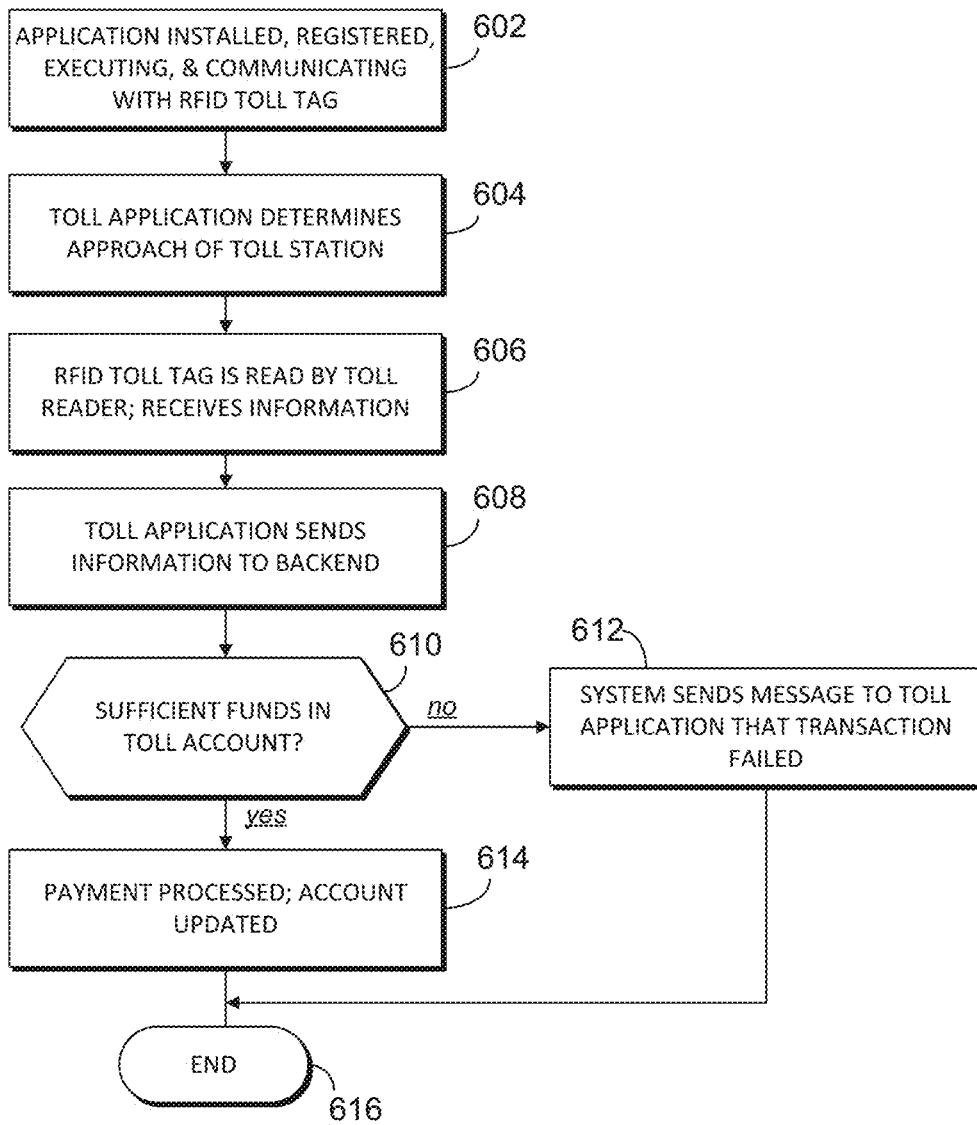 APPLICATION INSTALLED, REGISTERED,
EXECUTING, & COMMUNICATING
WITH RFID TOLL TAG
602
TOLL APPLICATION DETERMINES
APPROACH OF TOLL STATION
604
RFID TOLL TAG IS READ BY TOLL
READER; RECEIVES INFORMATION
606
TOLL APPLICATION SENDS
INFORMATION TO BACKEND
608
SUFFICIENT FUNDS IN
TOLL ACCOUNT?
610
no
612
SYSTEM SENDS MESSAGE TO TOLL
APPLICATION THAT TRANSACTION
FAILED
yes
PAYMENT PROCESSED; ACCOUNT
UPDATED
614
END
616